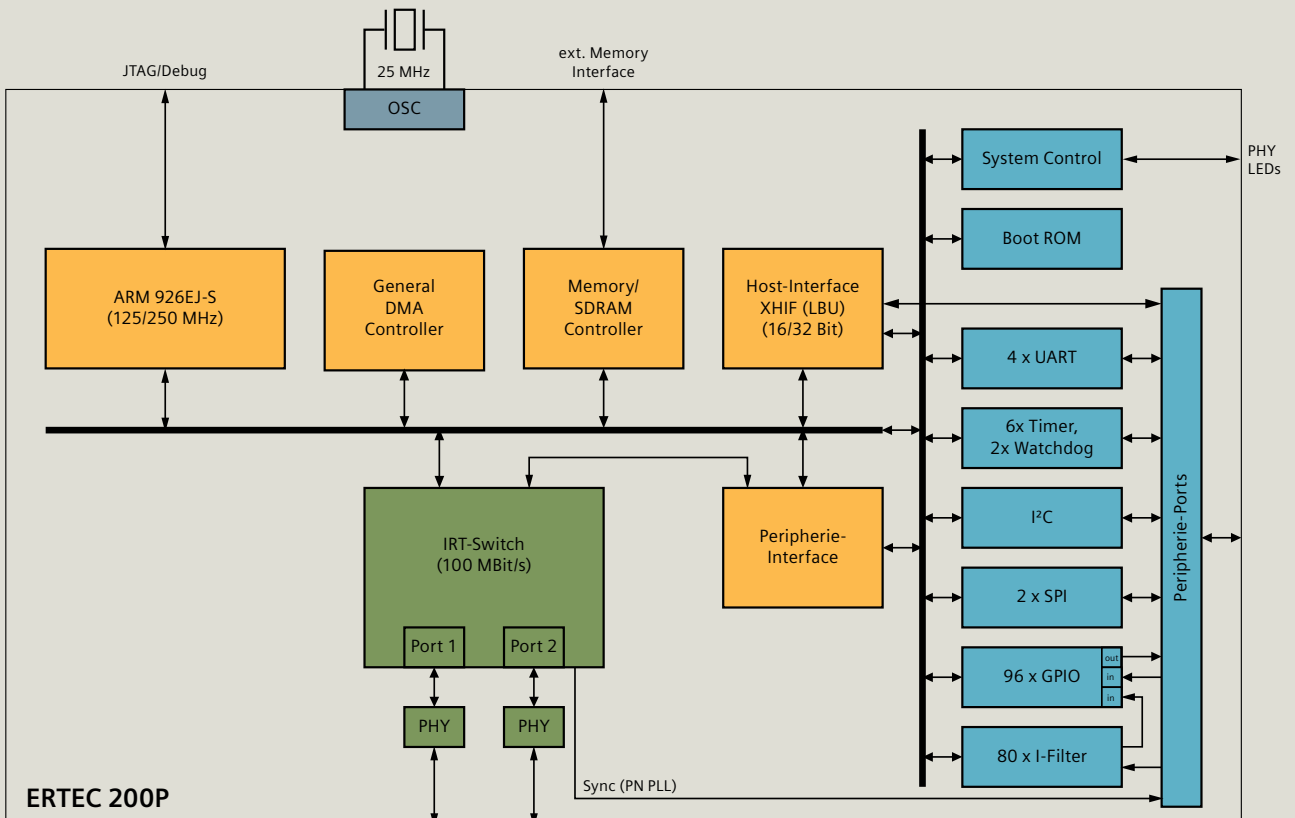 JTAG/Debug
25 MHz
OSC
ext. Memory
Interface
System Control
PHY
LEDs
Boot ROM
ARM 926EJ-S
(125/250 MHz)
General
DMA
Controller
Memory/
SDRAM
Controller
Host-Interface
XHIF (LBU)
(16/32 Bit)
4 x UART
6x Timer,
2x Watchdog
I²C
2 x SPI
96 x GPIO
out
in
in
80 x I-Filter
Peripherie-Ports
IRT-Switch
(100 MBit/s)
Peripherie-
Interface
Port 1
Port 2
PHY
PHY
Sync (PN PLL)
ERTEC 200P